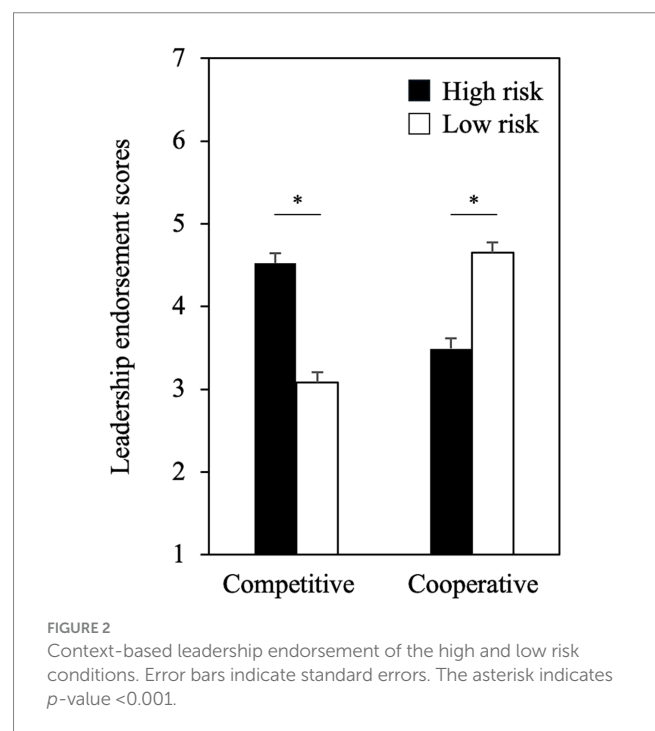 7
6
5
4
3
2
1
Leadership endorsement scores
High risk
Low risk
*
*
Competitive Cooperative
FIGURE 2
Context-based leadership endorsement of the high and low risk
conditions. Error bars indicate standard errors. The asterisk indicates
p-value <0.001.